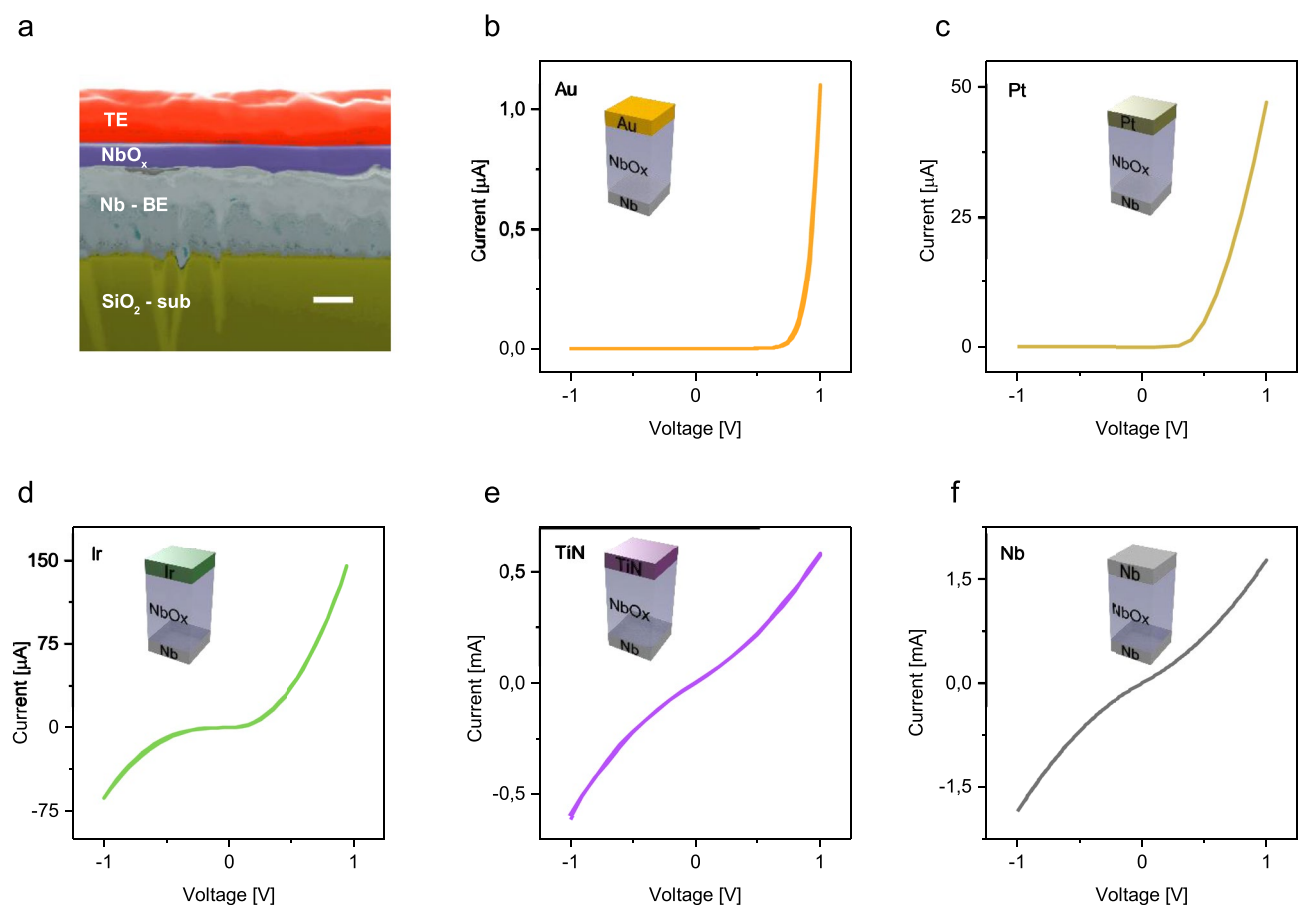 a
TE
NbOx
Nb - BE
SiO2 - sub
b
Au
Au
NbOx
Nb
1,0
0,5
0,0
-1 0 1
Current [µA]
Voltage [V]
c
Pt
Pt
NbOx
Nb
50
25
0
-1 0 1
Current [µA]
Voltage [V]
d
Ir
Ir
NbOx
Nb
150
75
0
-75
-1 0 1
Current [µA]
Voltage [V]
e
TiN
TiN
NbOx
Nb
0,5
0,0
-0,5
-1 0 1
Current [mA]
Voltage [V]
f
Nb
Nb
NbOx
Nb
1,5
0,0
-1,5
-1 0 1
Current [mA]
Voltage [V]